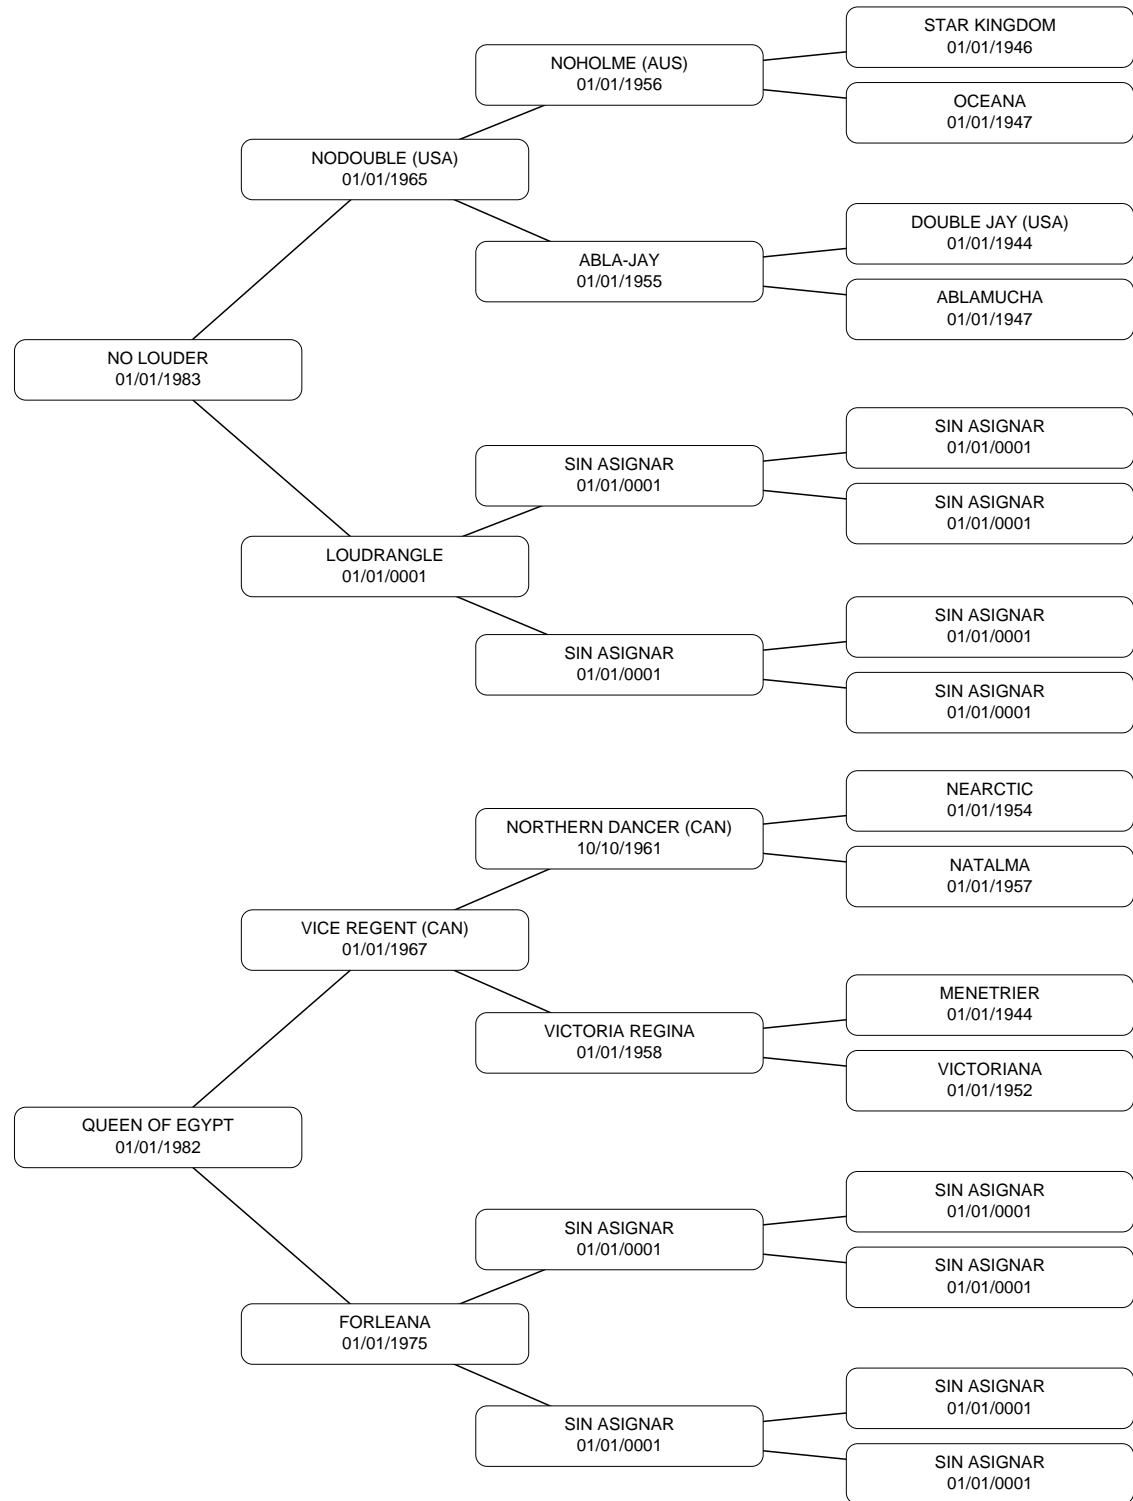 STAR KINGDOM
01/01/1946
NOHOLME (AUS)
01/01/1956
OCEANA
01/01/1947
NODOUBLE (USA)
01/01/1965
DOUBLE JAY (USA)
01/01/1944
ABLA-JAY
01/01/1955
ABLAMUCHA
01/01/1947
NO LOUDER
01/01/1983
SIN ASIGNAR
01/01/0001
SIN ASIGNAR
01/01/0001
SIN ASIGNAR
01/01/0001
LOUDRANGLE
01/01/0001
SIN ASIGNAR
01/01/0001
SIN ASIGNAR
01/01/0001
SIN ASIGNAR
01/01/0001
NEARCTIC
01/01/1954
NORTHERN DANCER (CAN)
10/10/1961
NATALMA
01/01/1957
VICE REGENT (CAN)
01/01/1967
MENETRIER
01/01/1944
VICTORIA REGINA
01/01/1958
VICTORIANA
01/01/1952
QUEEN OF EGYPT
01/01/1982
SIN ASIGNAR
01/01/0001
SIN ASIGNAR
01/01/0001
SIN ASIGNAR
01/01/0001
FORLEANA
01/01/1975
SIN ASIGNAR
01/01/0001
SIN ASIGNAR
01/01/0001
SIN ASIGNAR
01/01/0001